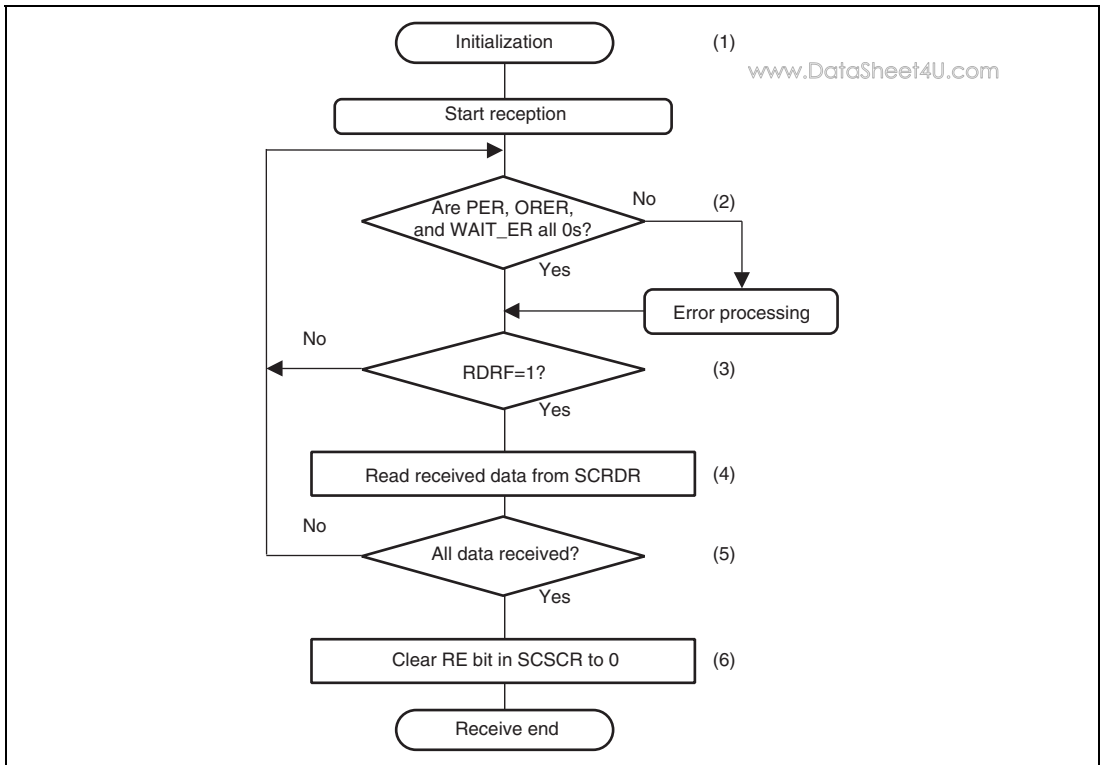 Initialization
(1)
www.DataSheet4U.com
Start reception
Are PER, ORER,
and WAIT_ER all 0s?
No
(2)
Yes
Error processing
No
RDRF=1?
(3)
Yes
Read received data from SCRDR
(4)
No
All data received?
(5)
Yes
Clear RE bit in SCSCR to 0
(6)
Receive end